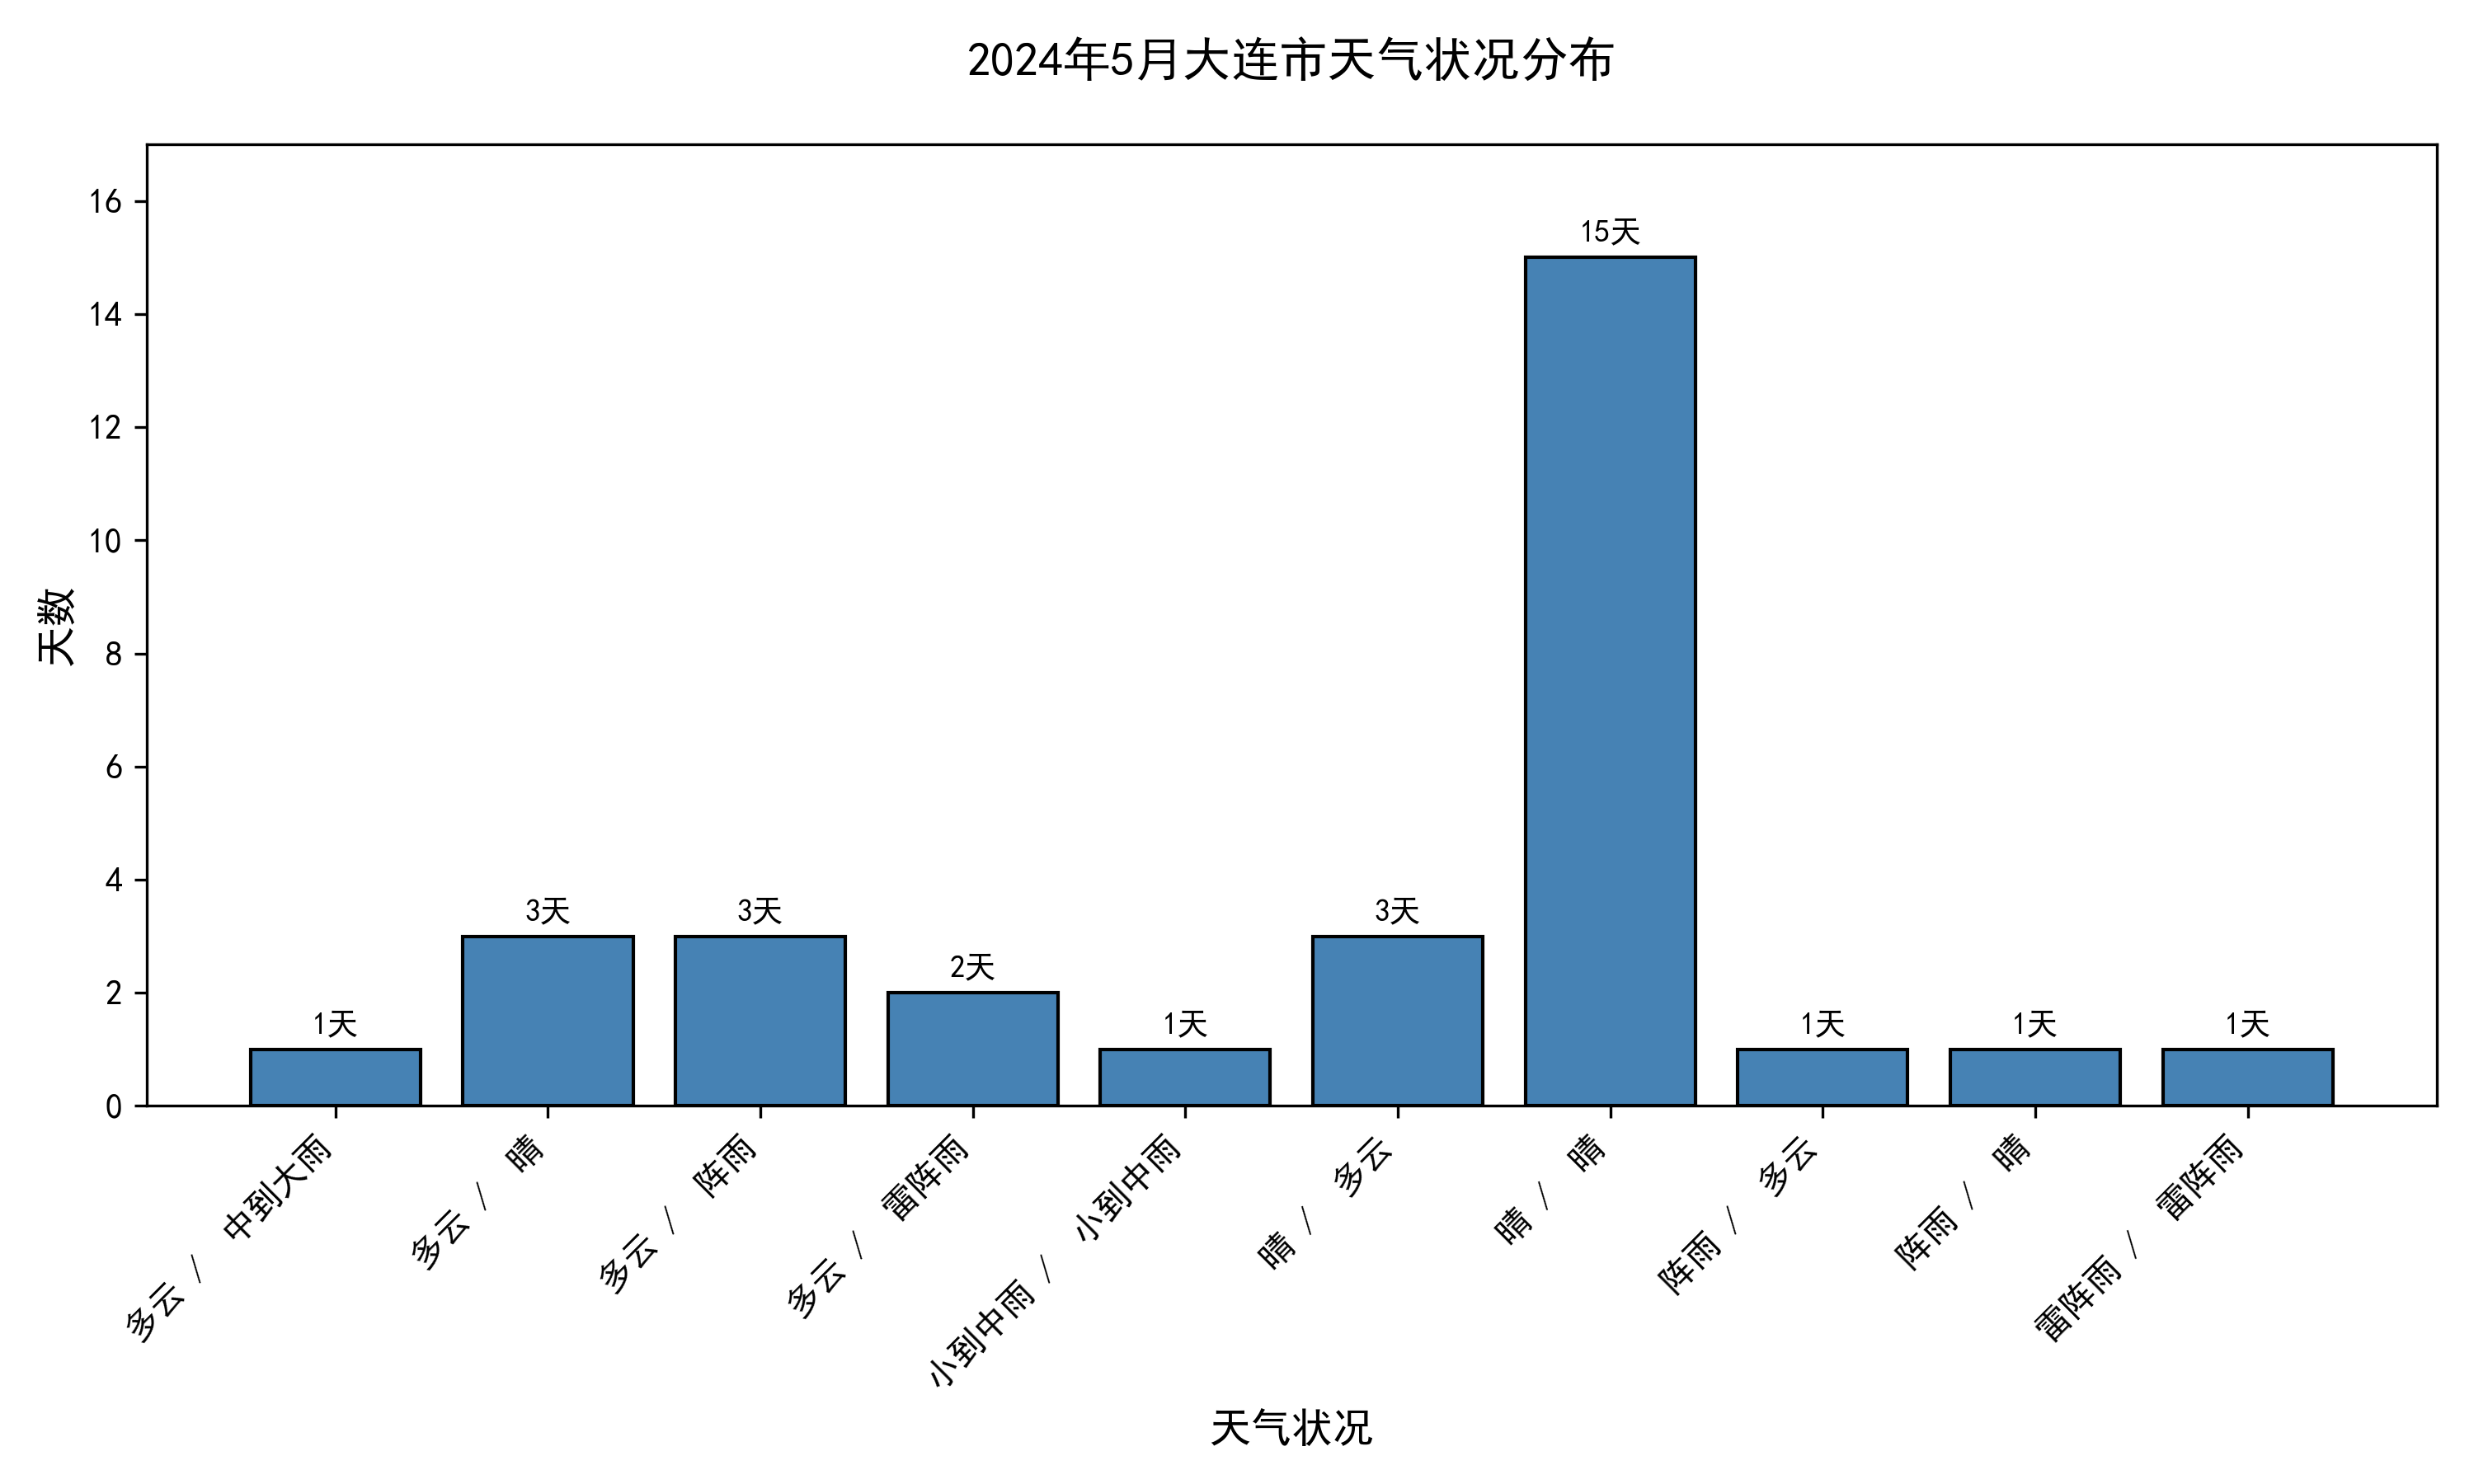 2024年5月大连市天气状况分布
天数
16
14
12
10
8
6
4
2
0
15天
3天
3天
3天
2天
1天
1天
1天
1天
1天
多云 / 中到大雨
多云 / 晴
多云 / 阵雨
多云 / 雷阵雨
小到中雨 / 小到中雨
晴 / 多云
晴 / 晴
阵雨 / 多云
阵雨 / 晴
雷阵雨 / 雷阵雨
天气状况